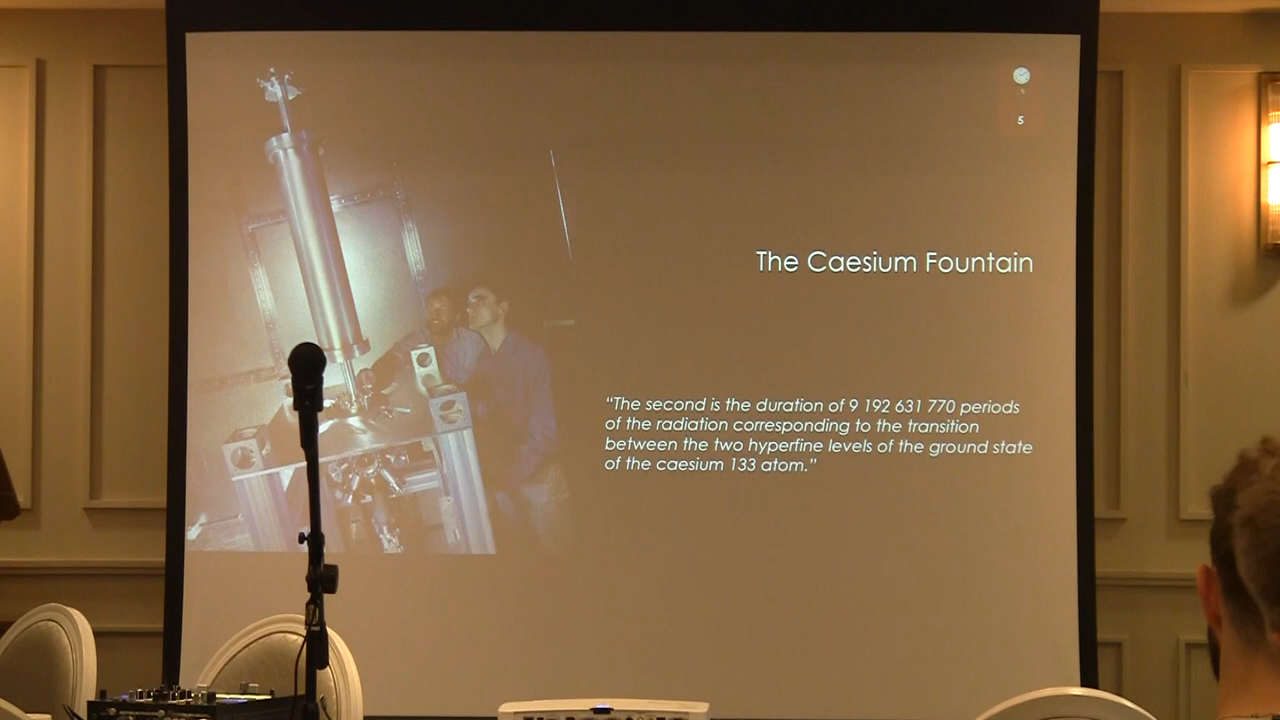 5
The Caesium Fountain
“The second is the duration of 9 192 631 770 periods
of the radiation corresponding to the transition
between the two hyperfine levels of the ground state
of the caesium 133 atom.”